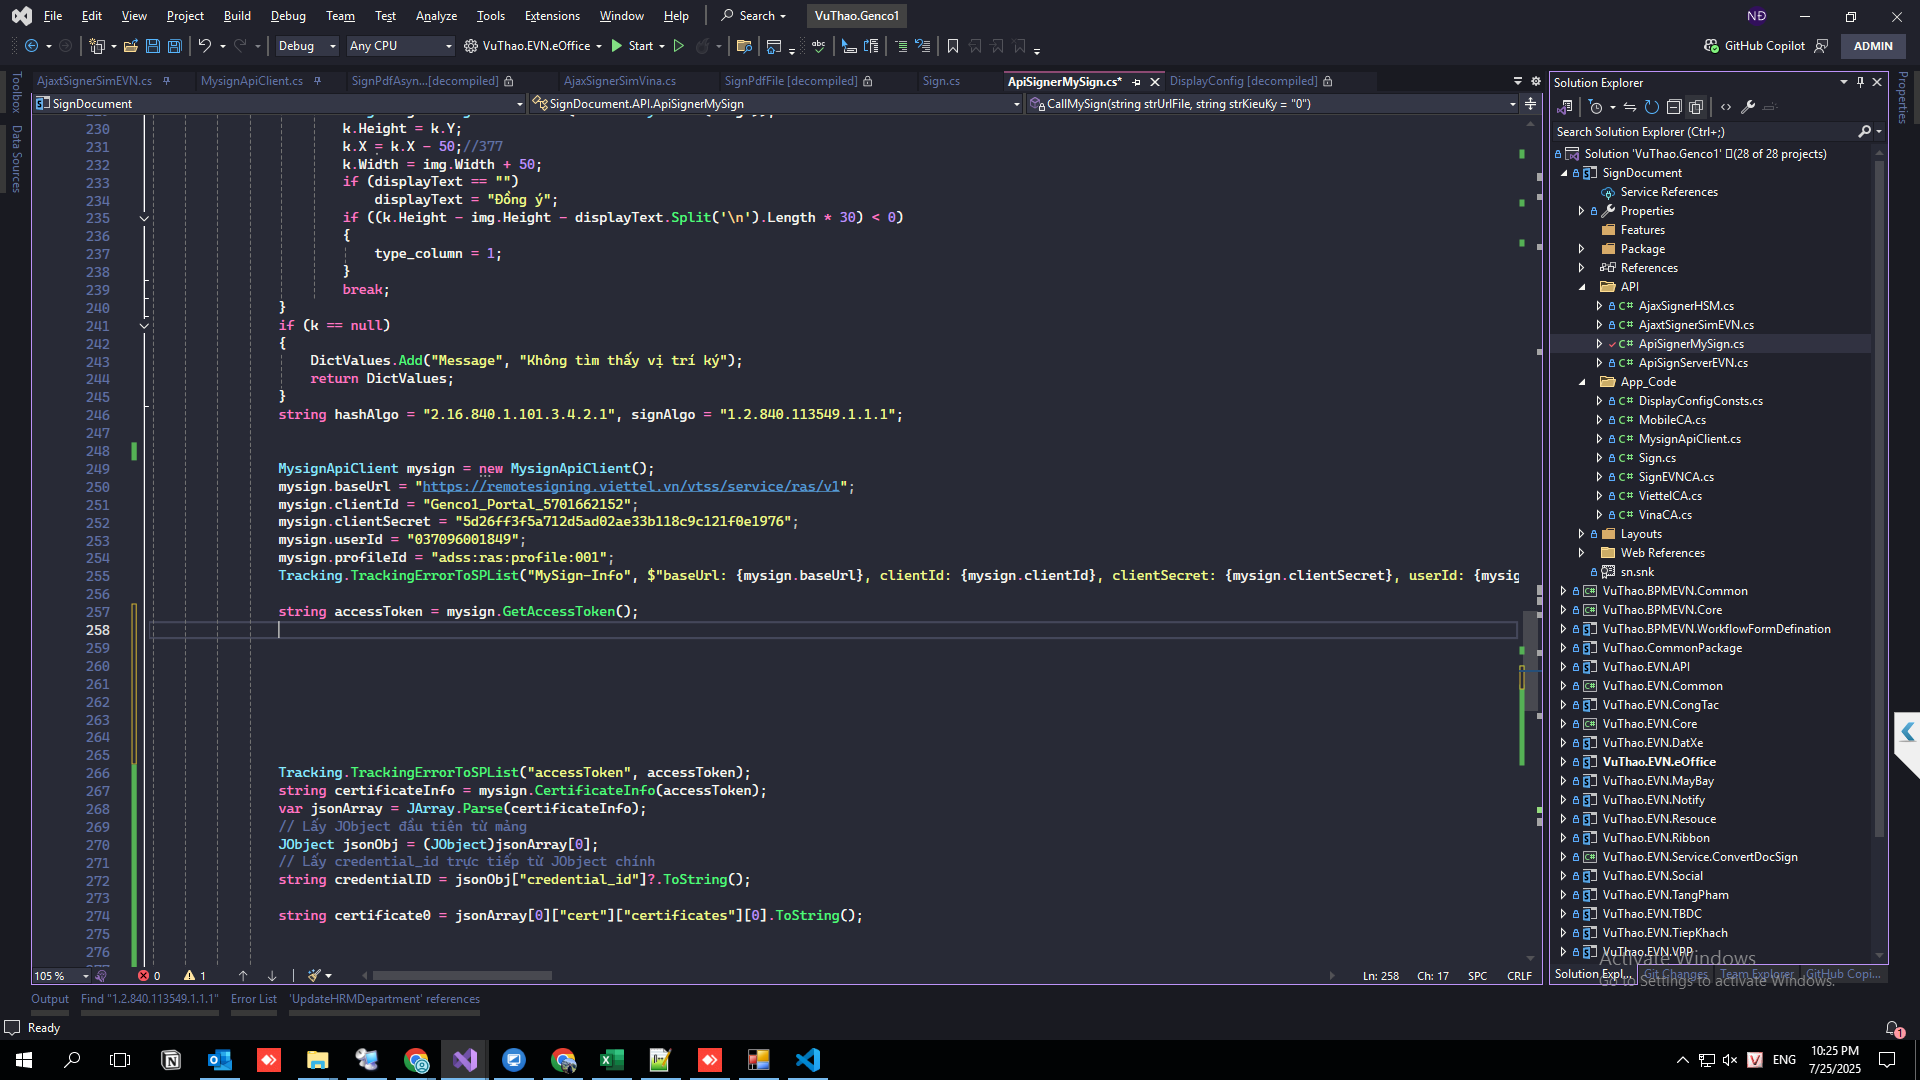 File Edit View Project Build Debug Team Test Analyze Tools Extensions Window Help Search VuThao.Genco1 NĐ
Debug Any CPU VuThao.EVN.eOffice Start GitHub Copilot ADMIN
AjaxtSignerSimEVN.cs MysignApiClient.cs SignPdfAsyn...[decompiled] AjaxSignerSimVina.cs SignPdfFile [decompiled] Sign.cs ApiSignerMySign.cs* DisplayConfig [decompiled]
SignDocument SignDocument.API.ApiSignerMySign CallMySign(string strUrlFile, string strKieuKy = "0")
Toolbox
Data Sources
230 k.Height = k.Y;
231 k.X = k.X - 50;//377
232 k.Width = img.Width + 50;
233 if (displayText == "")
234 displayText = "Đồng ý";
235 if ((k.Height - img.Height - displayText.Split('\n').Length * 30) < 0)
236 {
237 type_column = 1;
238 }
239 break;
240 }
241 if (k == null)
242 {
243 DictValues.Add("Message", "Không tìm thấy vị trí ký");
244 return DictValues;
245 }
246 string hashAlgo = "2.16.840.1.101.3.4.2.1", signAlgo = "1.2.840.113549.1.1.1";
247
248
249 MysignApiClient mysign = new MysignApiClient();
250 mysign.baseUrl = "https://remotesigning.viettel.vn/vtss/service/ras/v1";
251 mysign.clientId = "Genco1_Portal_5701662152";
252 mysign.clientSecret = "5d26ff3f5a712d5ad02ae33b118c9c121f0e1976";
253 mysign.userId = "037096001849";
254 mysign.profileId = "adss:ras:profile:001";
255 Tracking.TrackingErrorToSPList("MySign-Info", $"baseUrl: {mysign.baseUrl}, clientId: {mysign.clientId}, clientSecret: {mysign.clientSecret}, userId: {mysig
256
257 string accessToken = mysign.GetAccessToken();
258
259
260
261
262
263
264
265
266 Tracking.TrackingErrorToSPList("accessToken", accessToken);
267 string certificateInfo = mysign.CertificateInfo(accessToken);
268 var jsonArray = JArray.Parse(certificateInfo);
269 // Lấy JObject đầu tiên từ mảng
270 JObject jsonObj = (JObject)jsonArray[0];
271 // Lấy credential_id trực tiếp từ JObject chính
272 string credentialID = jsonObj["credential_id"]?.ToString();
273
274 string certificate0 = jsonArray[0]["cert"]["certificates"][0].ToString();
275
276
105 % 0 1 Ln: 258 Ch: 17 SPC CRLF
Output Find "1.2.840.113549.1.1.1" Error List 'UpdateHRMDepartment' references
Ready
Solution Explorer
Search Solution Explorer (Ctrl+;)
Solution 'VuThao.Genco1' (28 of 28 projects)
SignDocument
Service References
Properties
Features
Package
References
API
AjaxSignerHSM.cs
AjaxtSignerSimEVN.cs
ApiSignerMySign.cs
ApiSignServerEVN.cs
App_Code
DisplayConfigConsts.cs
MobileCA.cs
MysignApiClient.cs
Sign.cs
SignEVNCA.cs
ViettelCA.cs
VinaCA.cs
Layouts
Web References
sn.snk
VuThao.BPMEVN.Common
VuThao.BPMEVN.Core
VuThao.BPMEVN.WorkflowFormDefination
VuThao.CommonPackage
VuThao.EVN.API
VuThao.EVN.Common
VuThao.EVN.CongTac
VuThao.EVN.Core
VuThao.EVN.DatXe
VuThao.EVN.eOffice
VuThao.EVN.MayBay
VuThao.EVN.Notify
VuThao.EVN.Resouce
VuThao.EVN.Ribbon
VuThao.EVN.Service.ConvertDocSign
VuThao.EVN.Social
VuThao.EVN.TangPham
VuThao.EVN.TBDC
VuThao.EVN.TiepKhach
VuThao.EVN.VPP
Solution Expl... Git Changes Team Explorer GitHub Copi...
Properties
Activate Windows
Go to Settings to activate Windows.
ENG
10:25 PM
7/25/2025